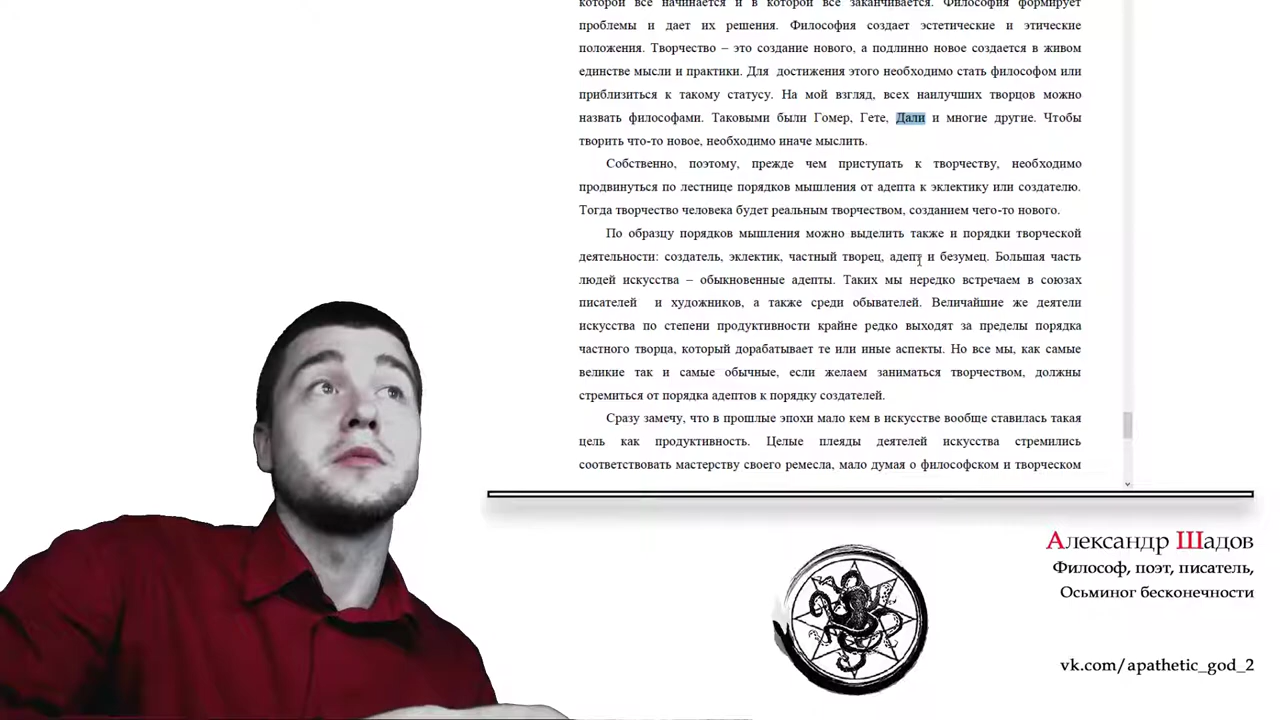 которой все начинается и в которой все заканчивается. Философия формирует
проблемы и дает их решения. Философия создает эстетические и этические
положения. Творчество – это создание нового, а подлинно новое создается в живом
единстве мысли и практики. Для достижения этого необходимо стать философом или
приблизиться к такому статусу. На мой взгляд, всех наилучших творцов можно
назвать философами. Таковыми были Гомер, Гете, Дали и многие другие. Чтобы
творить что-то новое, необходимо иначе мыслить.
Собственно, поэтому, прежде чем приступать к творчеству, необходимо
продвинуться по лестнице порядков мышления от адепта к эклектику или создателю.
Тогда творчество человека будет реальным творчеством, созданием чего-то нового.
По образцу порядков мышления можно выделить также и порядки творческой
деятельности: создатель, эклектик, частный творец, адепт и безумец. Большая часть
людей искусства – обыкновенные адепты. Таких мы нередко встречаем в союзах
писателей и художников, а также среди обывателей. Величайшие же деятели
искусства по степени продуктивности крайне редко выходят за пределы порядка
частного творца, который дорабатывает те или иные аспекты. Но все мы, как самые
великие так и самые обычные, если желаем заниматься творчеством, должны
стремиться от порядка адептов к порядку создателей.
Сразу замечу, что в прошлые эпохи мало кем в искусстве вообще ставилась такая
цель как продуктивность. Целые плеяды деятелей искусства стремились
соответствовать мастерству своего ремесла, мало думая о философском и творческом
Александр Шадов
Философ, поэт, писатель,
Осьминог бесконечности
vk.com/apathetic_god_2